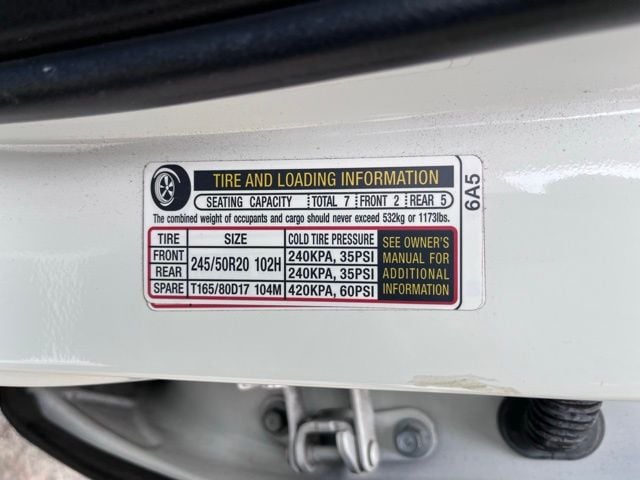 TIRE AND LOADING INFORMATION
SEATING CAPACITY TOTAL 7 FRONT 2 REAR 5
The combined weight of occupants and cargo should never exceed 532kg or 1173lbs.
TIRE SIZE COLD TIRE PRESSURE
FRONT 245/50R20 102H 240KPA, 35PSI
REAR 240KPA, 35PSI
SPARE T165/80D17 104M 420KPA, 60PSI
SEE OWNER'S
MANUAL FOR
ADDITIONAL
INFORMATION
6A5